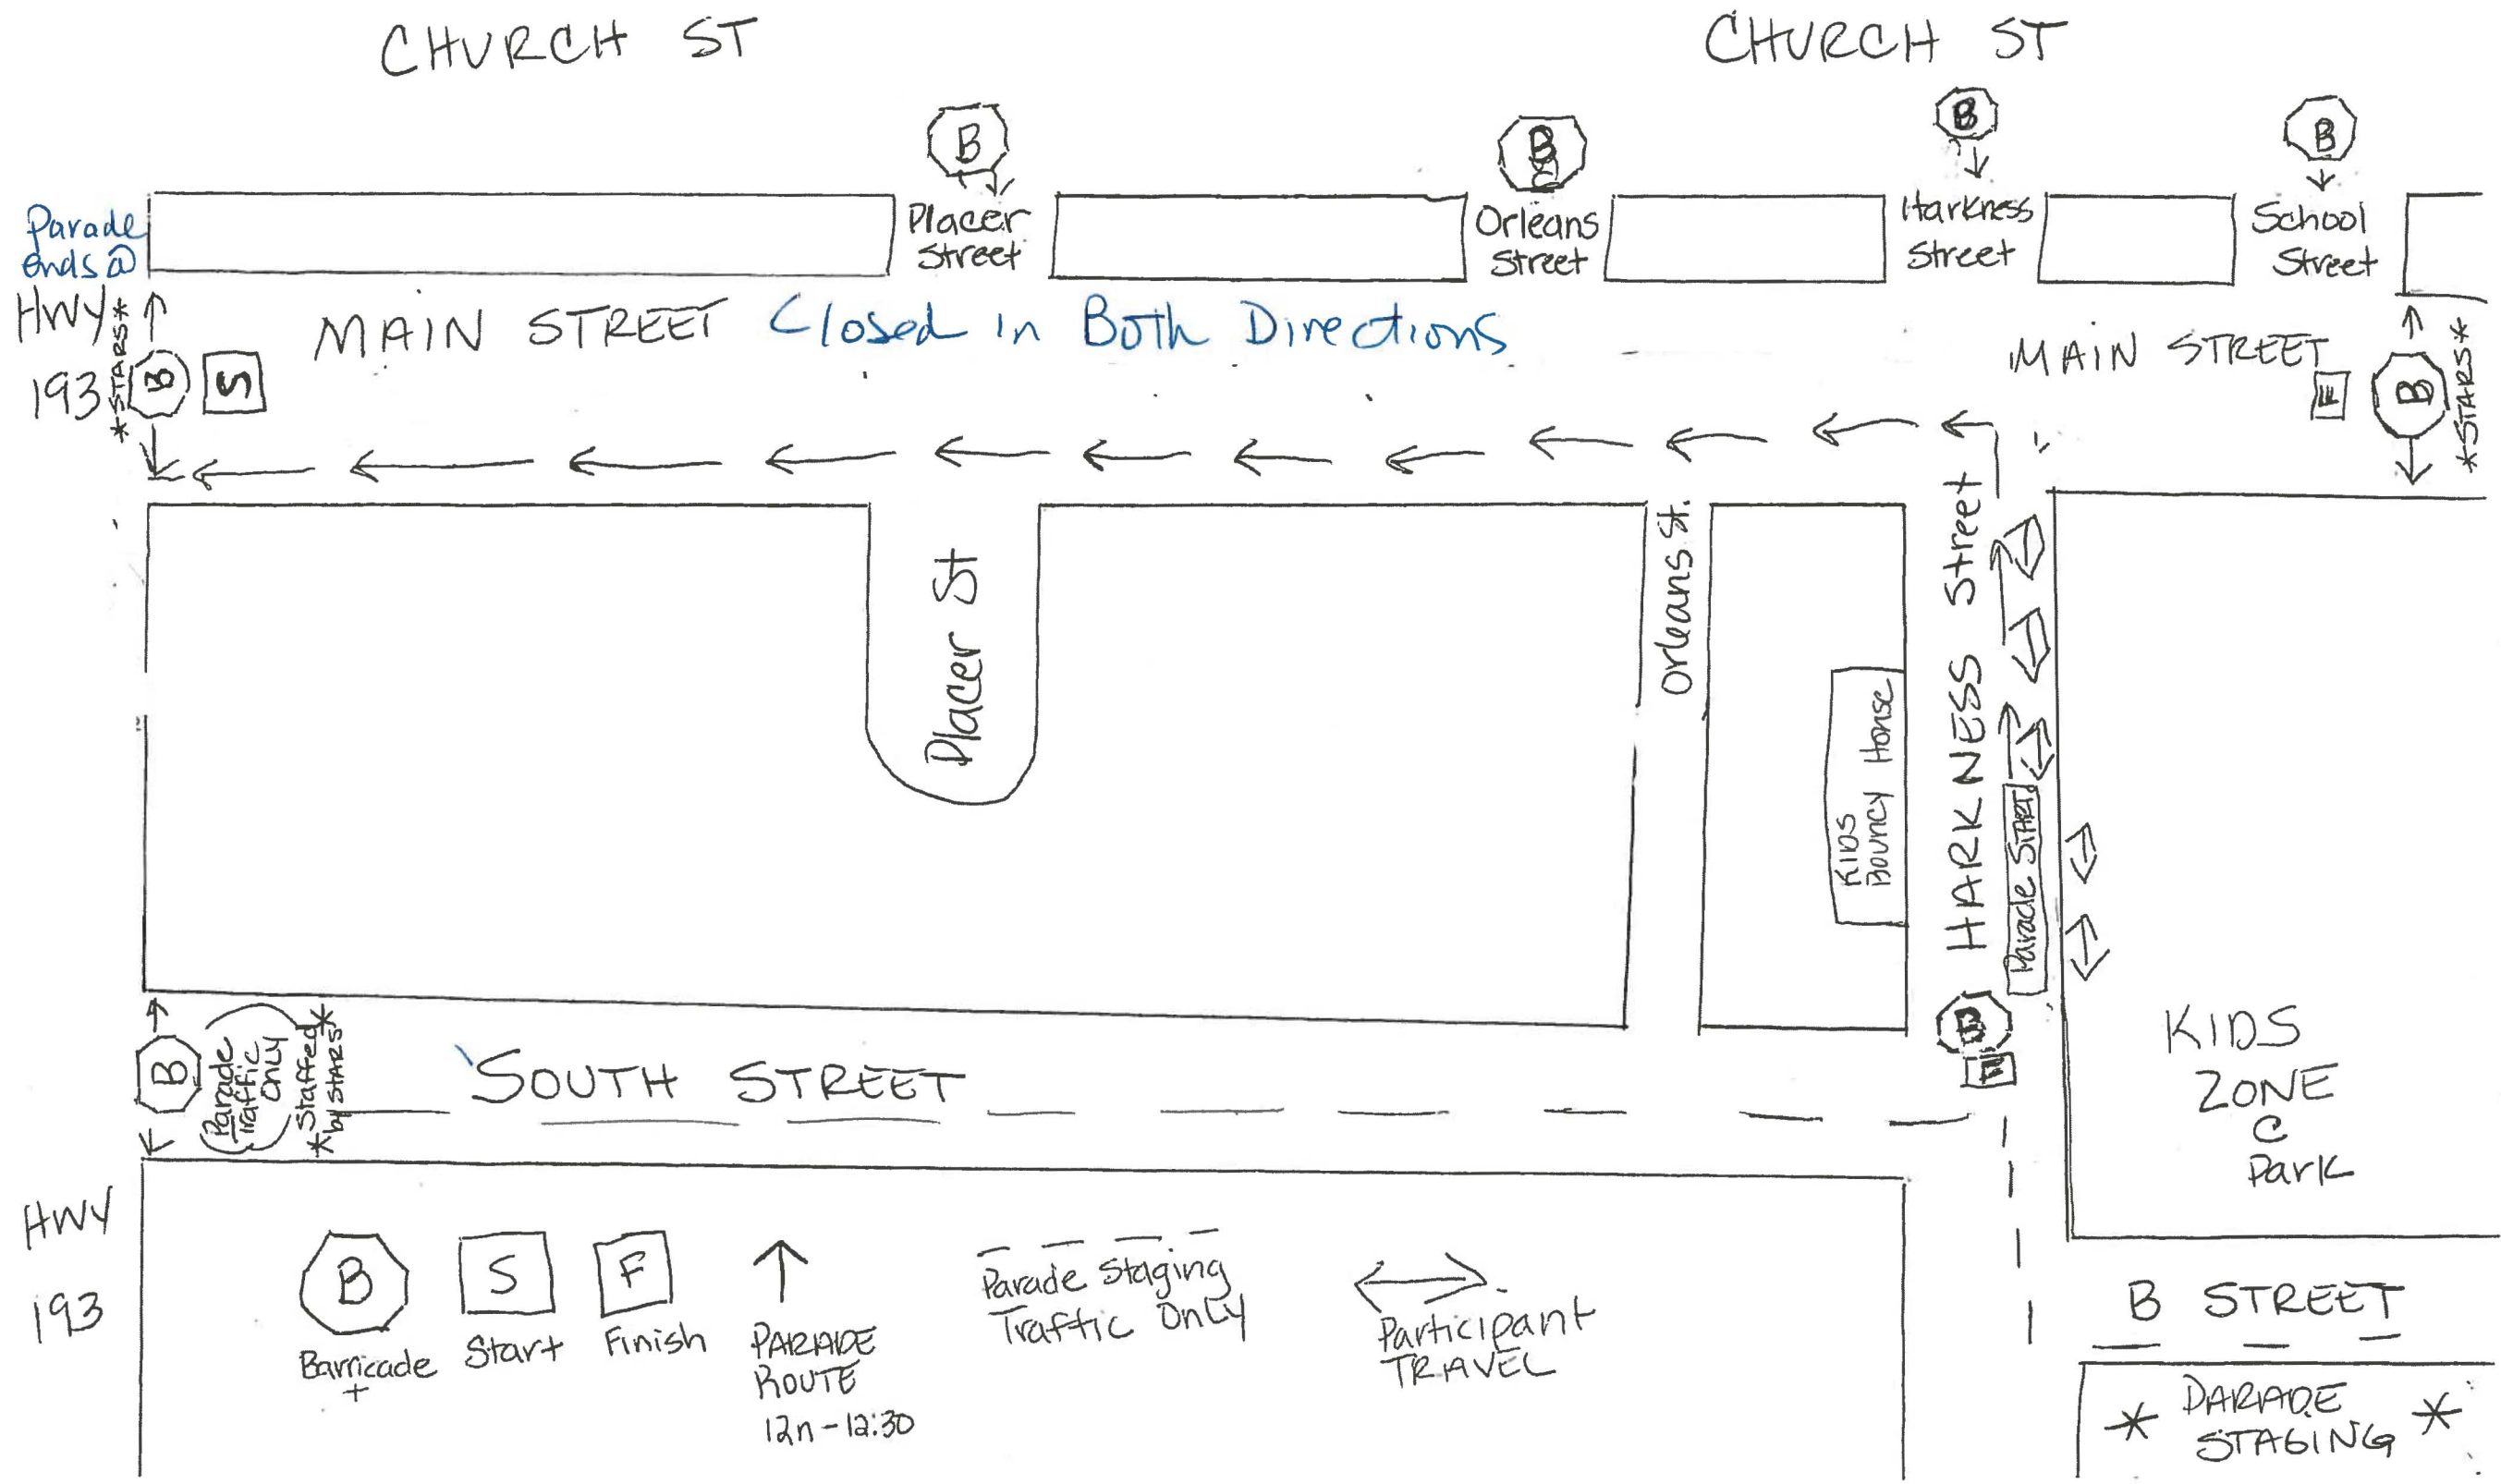 CHURCH ST
CHURCH ST
B
B
B
B
Parade
ends @
HWY
193
*STARS*
B
S
Placer
Street
Orleans
Street
Harkness
Street
School
Street
MAIN STREET Closed in Both Directions
MAIN STREET
F
B
*STARS*
Placer St
Orleans St.
KIDS
BOUNCY House
HARKNESS Street
Parade START
B
F
KIDS
ZONE
@
Park
B
Parade
Traffic
Only
*Staffed*
by STARS
SOUTH STREET
HWY
193
B
Barricade
+
S
Start
F
Finish
PARADE
ROUTE
12n-12:30
Parade Staging
Traffic Only
Participant
TRAVEL
B STREET
* PARADE *
STAGING